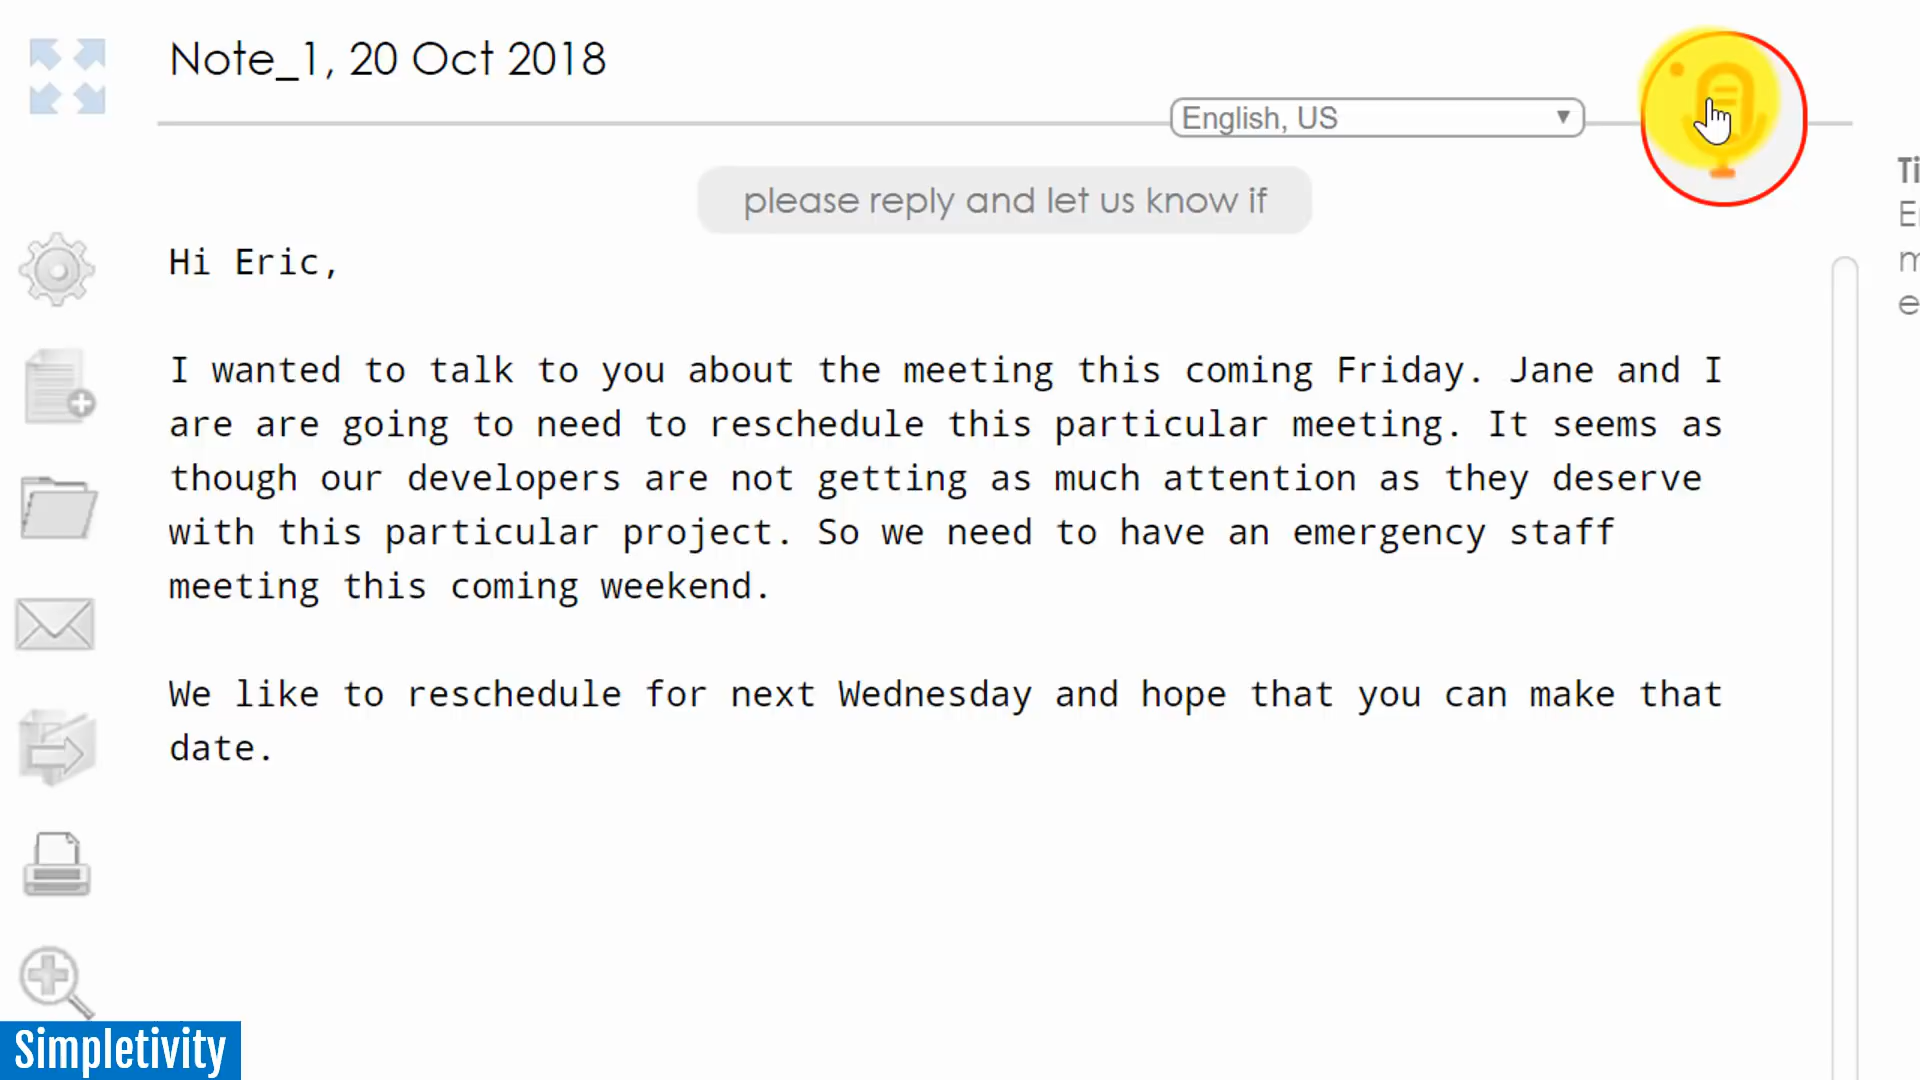 Note_1, 20 Oct 2018
English, US
please reply and let us know if
Hi Eric,
I wanted to talk to you about the meeting this coming Friday. Jane and I
are are going to need to reschedule this particular meeting. It seems as
though our developers are not getting as much attention as they deserve
with this particular project. So we need to have an emergency staff
meeting this coming weekend.
We like to reschedule for next Wednesday and hope that you can make that
date.
Simpletivity